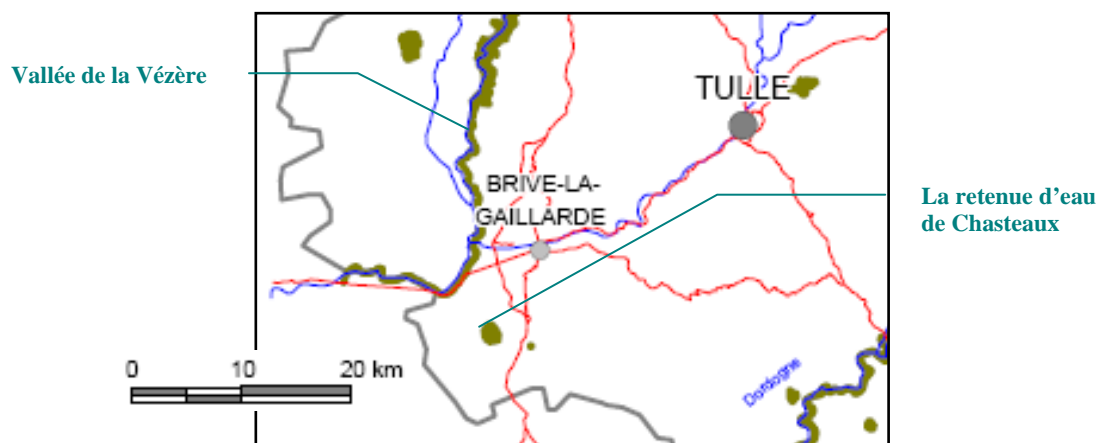 Vallée de la Vézère
TULLE
BRIVE-LA-
GAILLARDE
La retenue d'eau
de Chasteaux
0 10 20 km
Dordogne